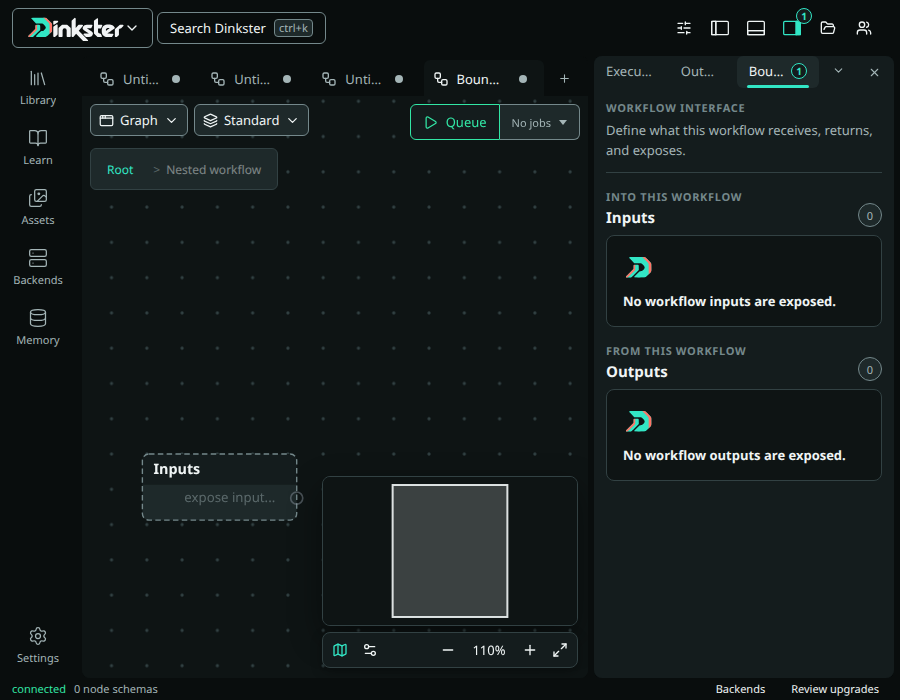 Dinkster
Search Dinkster ctrl+k
1
Library
Learn
Assets
Backends
Memory
Settings
Unti...
Unti...
Unti...
Boun...
Graph
Standard
Queue
No jobs
Root > Nested workflow
Inputs
expose input...
110%
Execu...
Out...
Bou... 1
WORKFLOW INTERFACE
Define what this workflow receives, returns,
and exposes.
INTO THIS WORKFLOW
Inputs
0
No workflow inputs are exposed.
FROM THIS WORKFLOW
Outputs
0
No workflow outputs are exposed.
connected 0 node schemas
Backends
Review upgrades